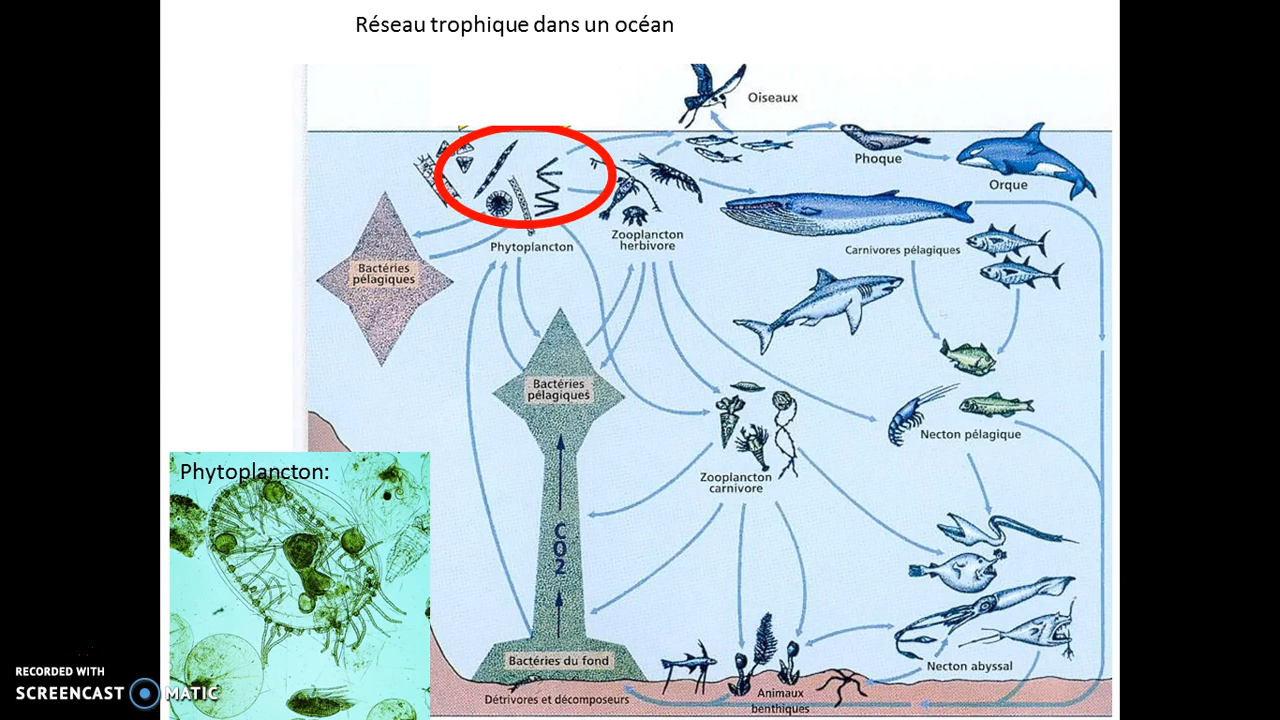 Réseau trophique dans un océan
Oiseaux
Phoque
Orque
Phytoplancton
Zooplancton
herbivore
Carnivores pélagiques
Bactéries
pélagiques
Bactéries
pélagiques
Necton pélagique
Phytoplancton:
Zooplancton
carnivore
CO2
Bactéries du fond
Necton abyssal
Détrivores et décomposeurs
Animaux
benthiques
RECORDED WITH
SCREENCAST MATIC